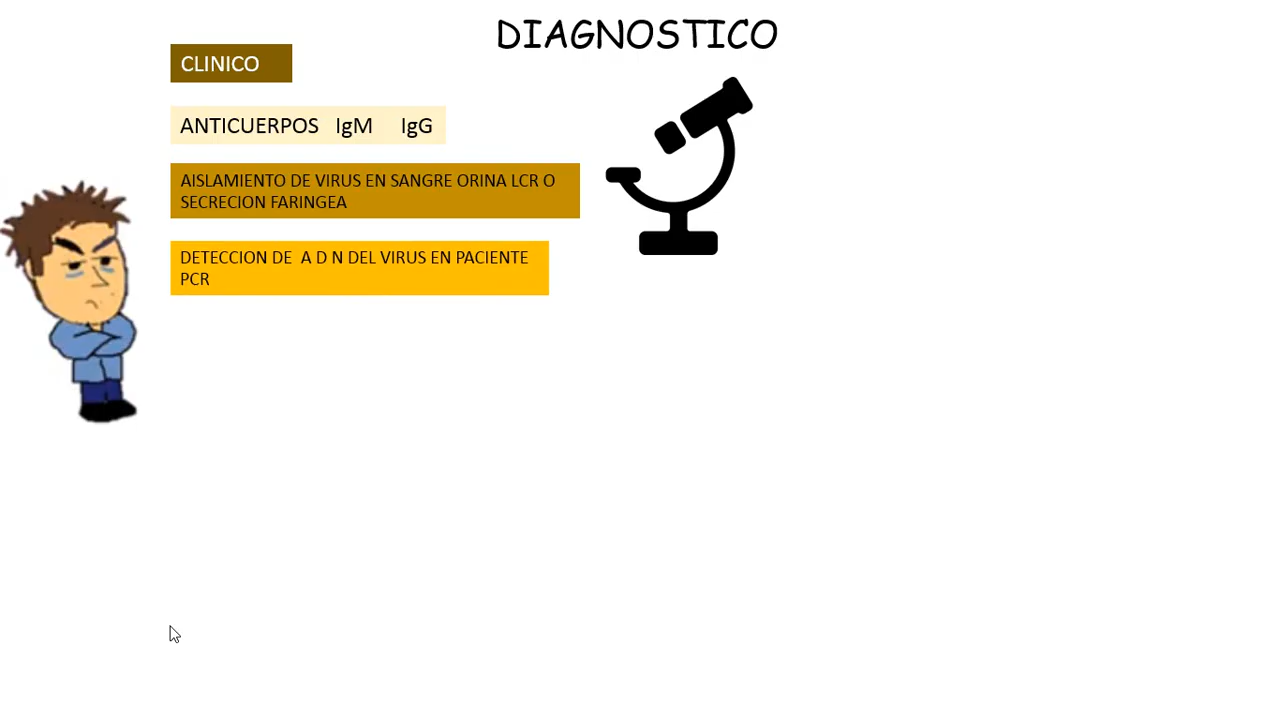 DIAGNOSTICO
CLINICO
ANTICUERPOS IgM IgG
AISLAMIENTO DE VIRUS EN SANGRE ORINA LCR O
SECRECION FARINGEA
DETECCION DE A D N DEL VIRUS EN PACIENTE
PCR